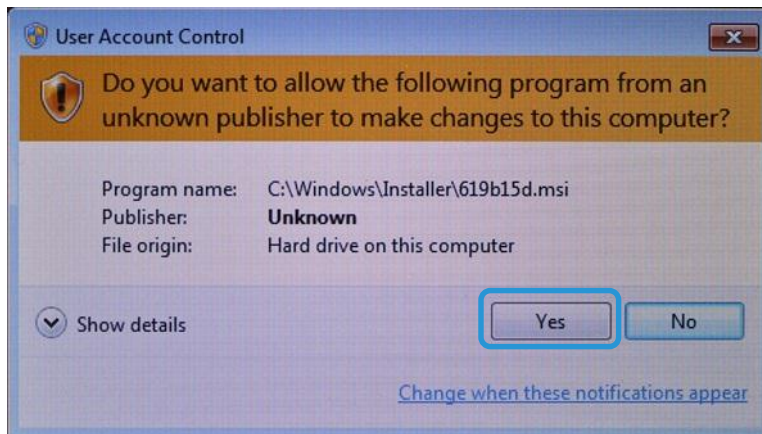 User Account Control
Do you want to allow the following program from an
unknown publisher to make changes to this computer?
Program name: C:\Windows\Installer\619b15d.msi
Publisher: Unknown
File origin: Hard drive on this computer
Show details
Yes
No
Change when these notifications appear